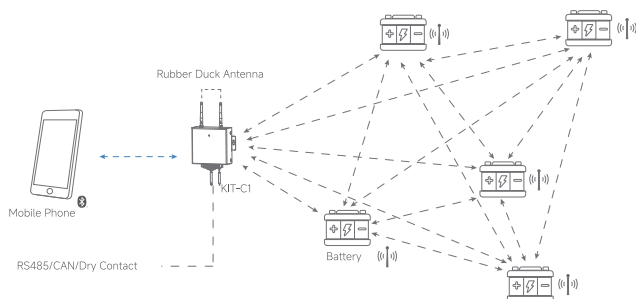 Rubber Duck Antenna
KIT-C1
Mobile Phone
Battery
RS485/CAN/Dry Contact